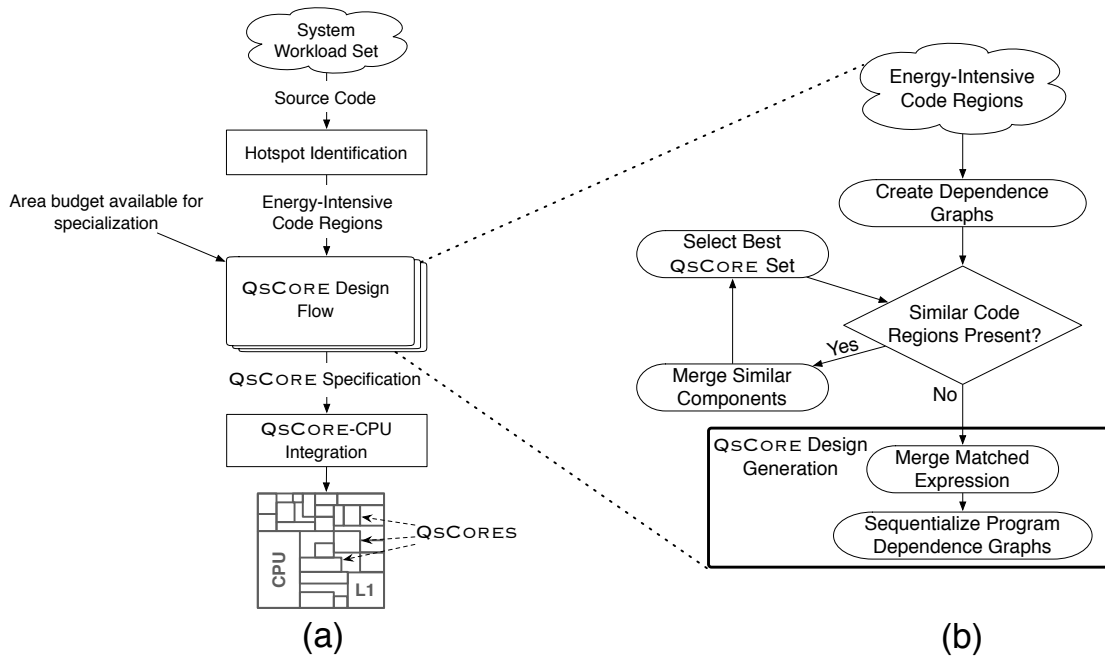 System
Workload Set
Source Code
Hotspot Identification
Area budget available for
specialization
Energy-Intensive
Code Regions
QSCORE Design
Flow
QSCORE Specification
QSCORE-CPU
Integration
QSCORES
CPU
L1
(a)
Energy-Intensive
Code Regions
Create Dependence
Graphs
Select Best
QSCORE Set
Similar Code
Regions Present?
Yes
Merge Similar
Components
No
QSCORE Design
Generation
Merge Matched
Expression
Sequentialize Program
Dependence Graphs
(b)